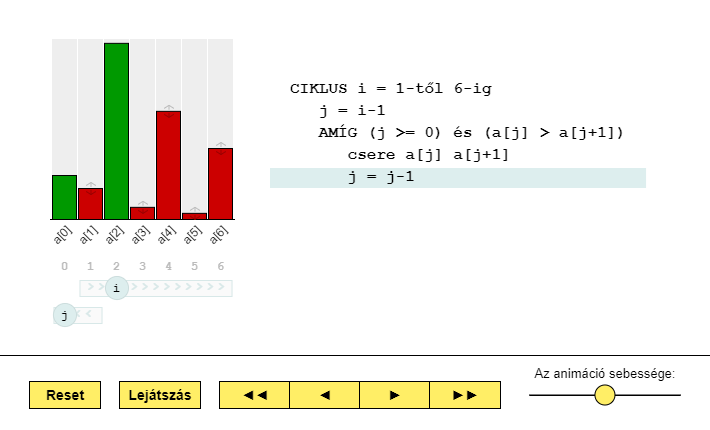 CIKLUS i = 1-től 6-ig
j = i-1
AMÍG (j >= 0) és (a[j] > a[j+1])
csere a[j] a[j+1]
j = j-1
a[0] a[1] a[2] a[3] a[4] a[5] a[6]
0 1 2 3 4 5 6
i
j
Az animáció sebessége:
Reset Lejátszás